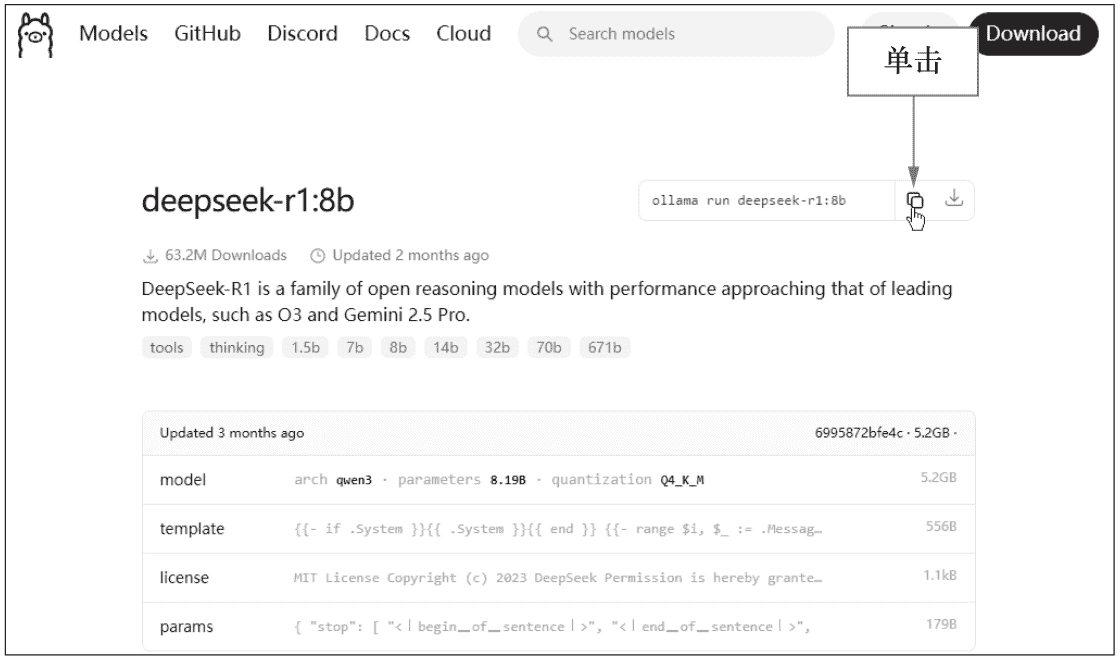 Models GitHub Discord Docs Cloud Search models Download
单击
deepseek-r1:8b
ollama run deepseek-r1:8b
63.2M Downloads Updated 2 months ago
DeepSeek-R1 is a family of open reasoning models with performance approaching that of leading
models, such as O3 and Gemini 2.5 Pro.
tools thinking 1.5b 7b 8b 14b 32b 70b 671b
Updated 3 months ago 6995872bfe4c · 5.2GB ·
model arch qwen3 · parameters 8.19B · quantization Q4_K_M 5.2GB
template {{- if .System }}{{ .System }}{{ end }} {{- range $i, $_ := .Messag… 556B
license MIT License Copyright (c) 2023 DeepSeek Permission is hereby grante… 1.1kB
params { "stop": [ "<｜begin▁of▁sentence｜>", "<｜end▁of▁sentence｜>", 179B